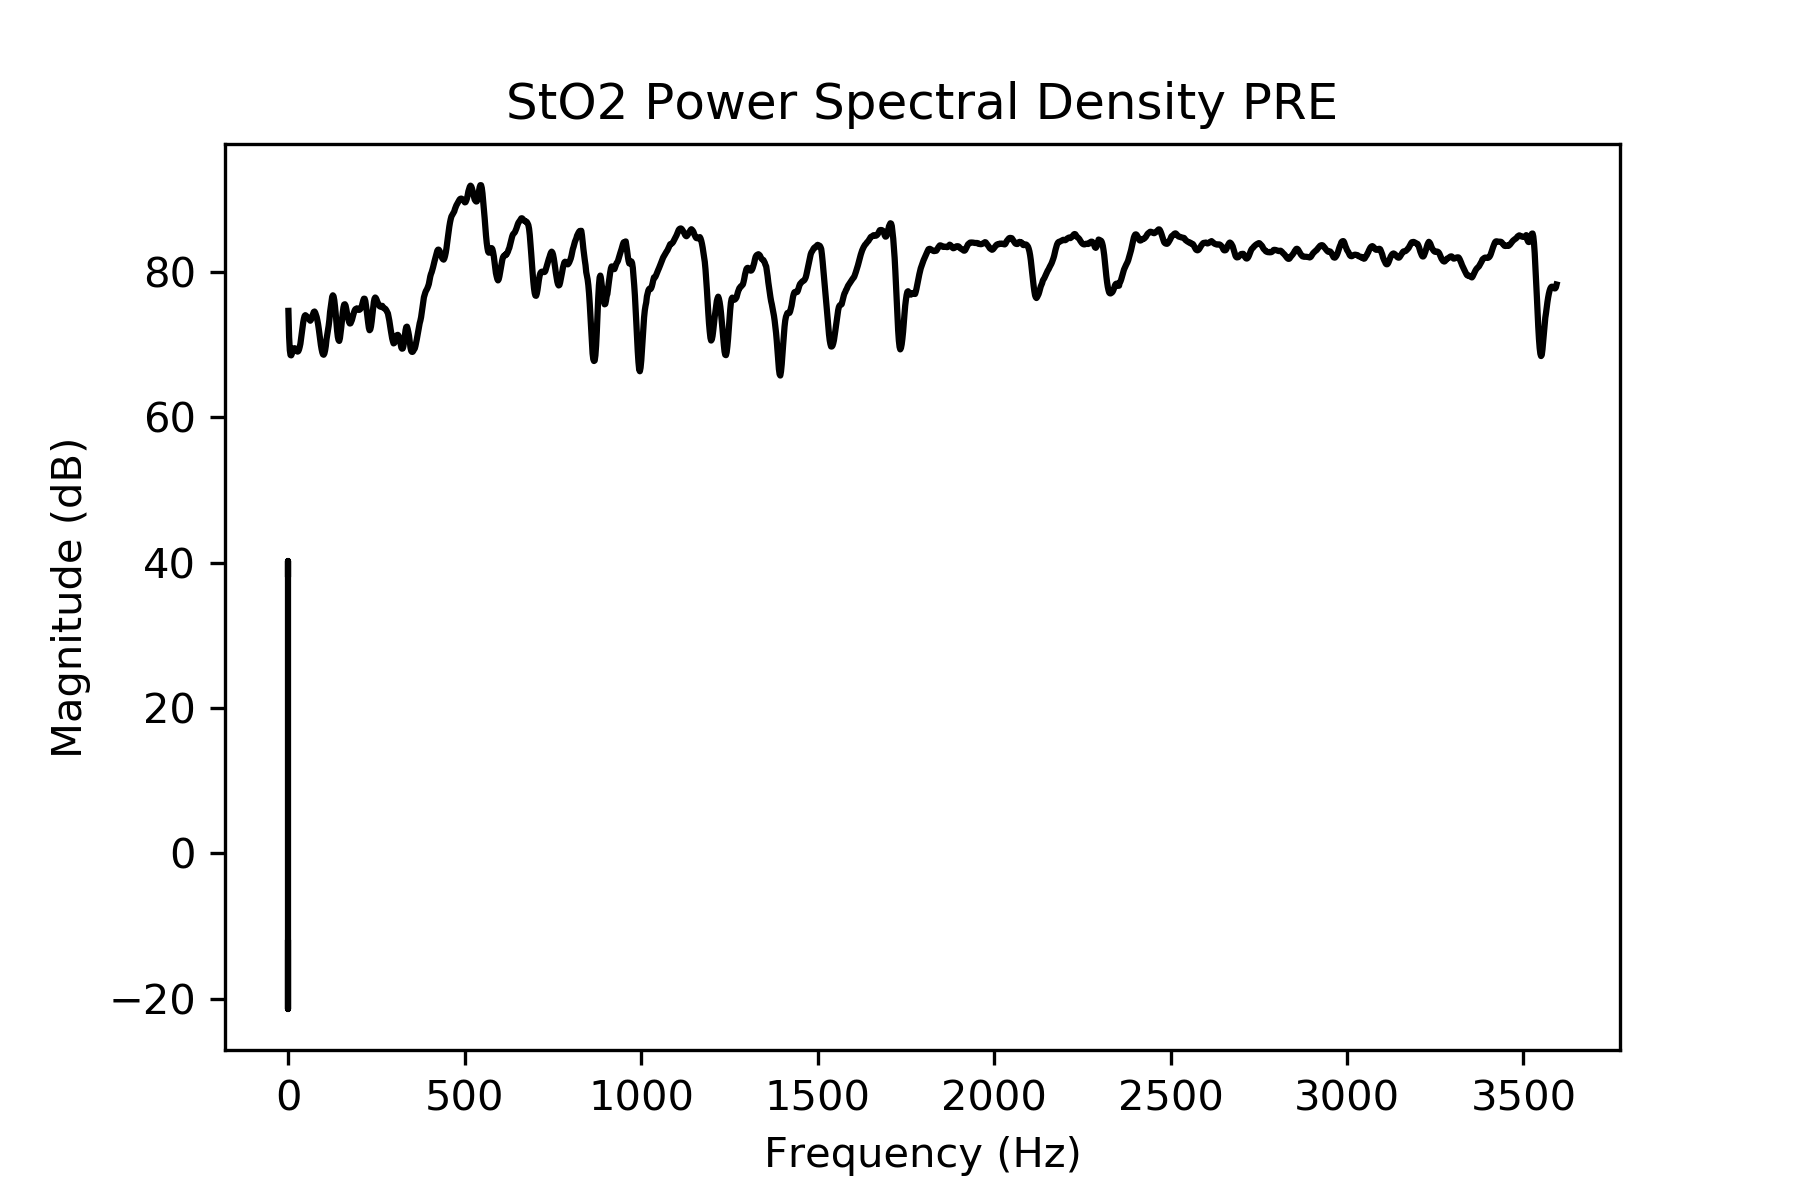 StO2 Power Spectral Density PRE
Magnitude (dB)
80
60
40
20
0
−20
0 500 1000 1500 2000 2500 3000 3500
Frequency (Hz)